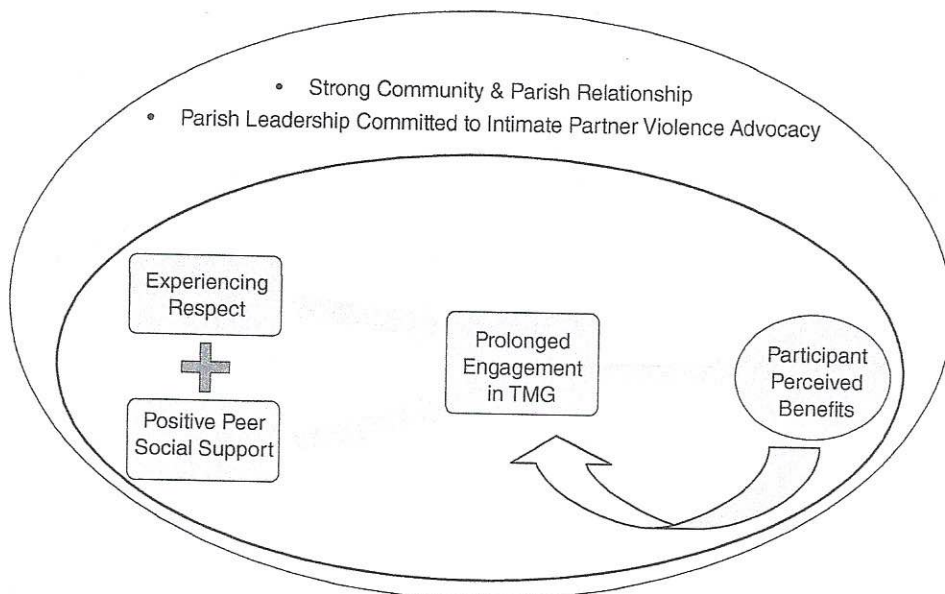 • Strong Community & Parish Relationship
• Parish Leadership Committed to Intimate Partner Violence Advocacy
Experiencing
Respect
Positive Peer
Social Support
Prolonged
Engagement
in TMG
Participant
Perceived
Benefits